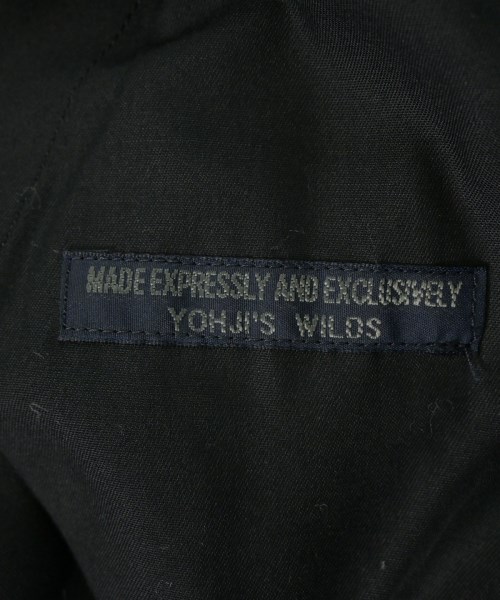 MADE EXPRESSLY AND EXCLUSIVELY
YOHJI'S WILDS